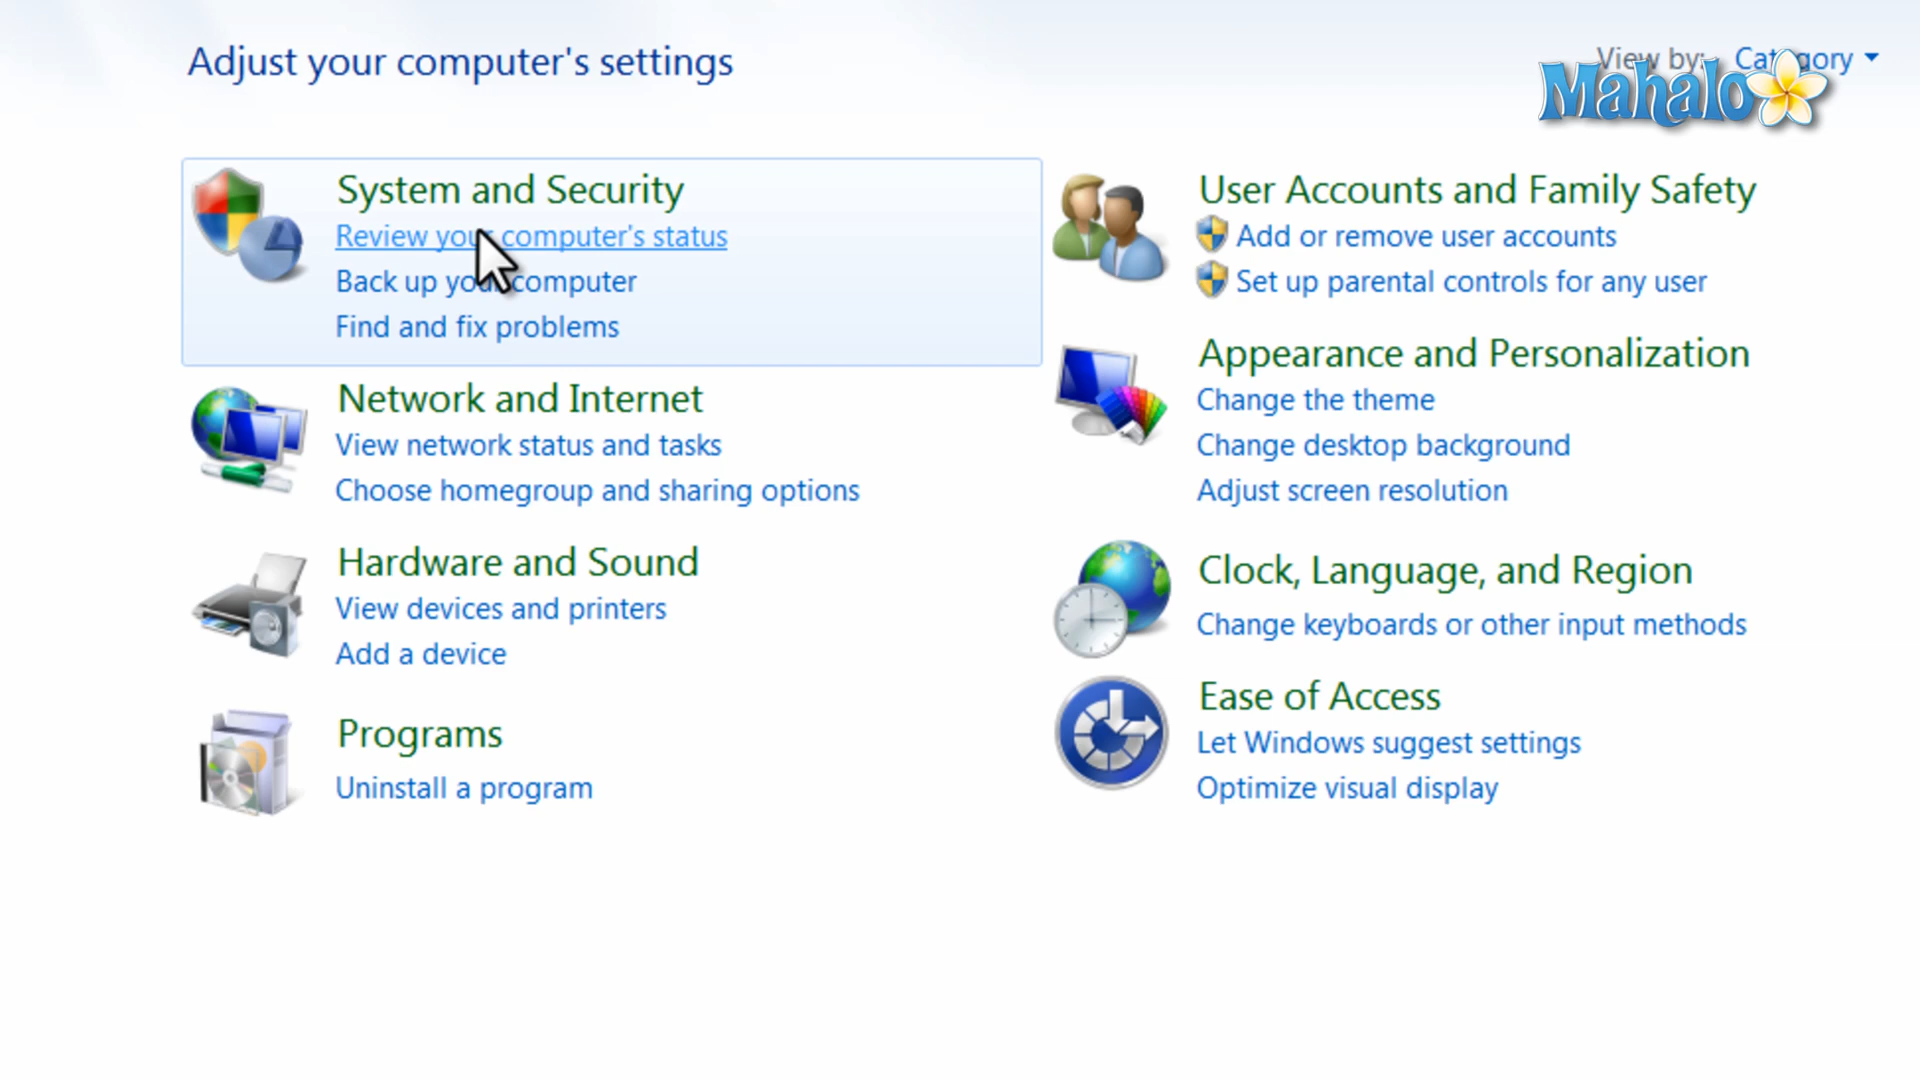 Adjust your computer's settings
View by: Category
Mahalo
System and Security
Review your computer's status
Back up your computer
Find and fix problems
Network and Internet
View network status and tasks
Choose homegroup and sharing options
Hardware and Sound
View devices and printers
Add a device
Programs
Uninstall a program
User Accounts and Family Safety
Add or remove user accounts
Set up parental controls for any user
Appearance and Personalization
Change the theme
Change desktop background
Adjust screen resolution
Clock, Language, and Region
Change keyboards or other input methods
Ease of Access
Let Windows suggest settings
Optimize visual display